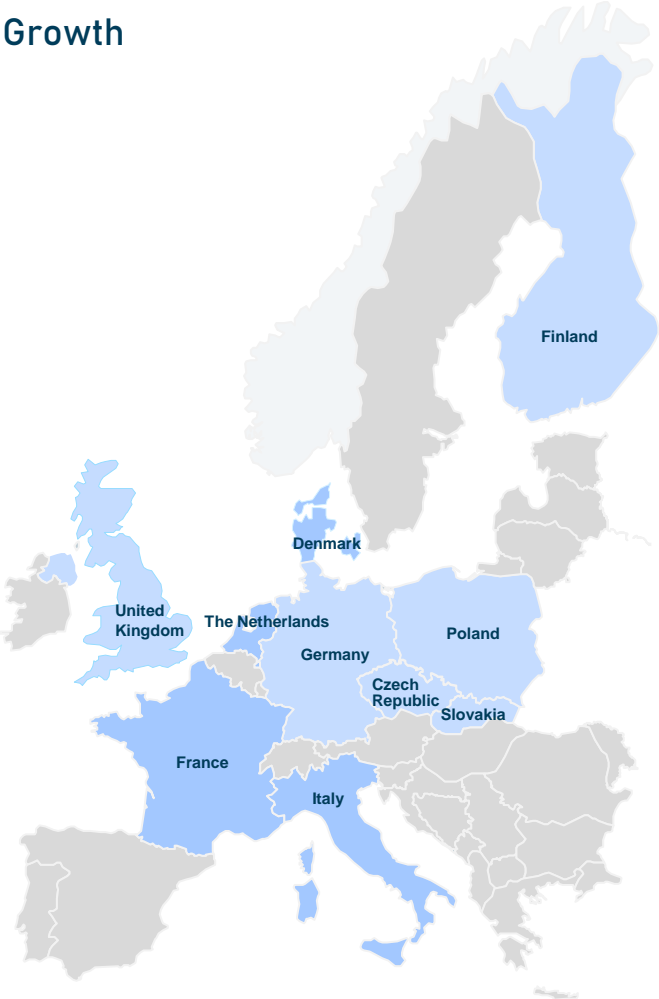 Growth
Finland
Denmark
United
Kingdom
The Netherlands
Germany
Poland
Czech
Republic
Slovakia
France
Italy